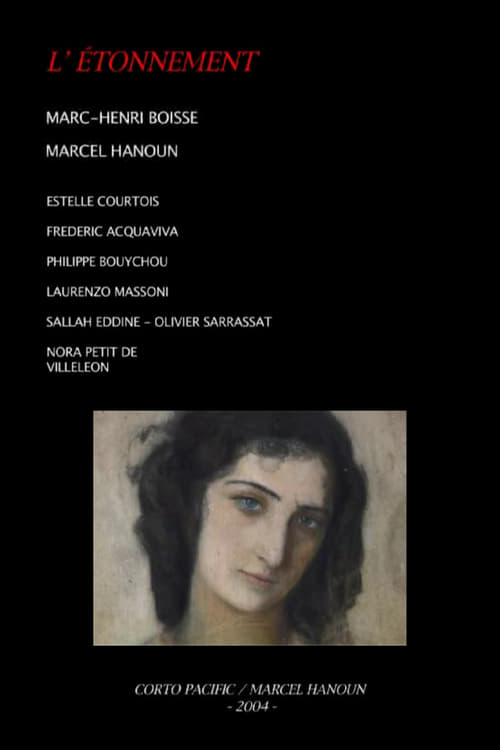 L' ÉTONNEMENT
MARC-HENRI BOISSE
MARCEL HANOUN
ESTELLE COURTOIS
FREDERIC ACQUAVIVA
PHILIPPE BOUYCHOU
LAURENZO MASSONI
SALLAH EDDINE - OLIVIER SARRASSAT
NORA PETIT DE
VILLELEON
CORTO PACIFIC / MARCEL HANOUN
- 2004 -